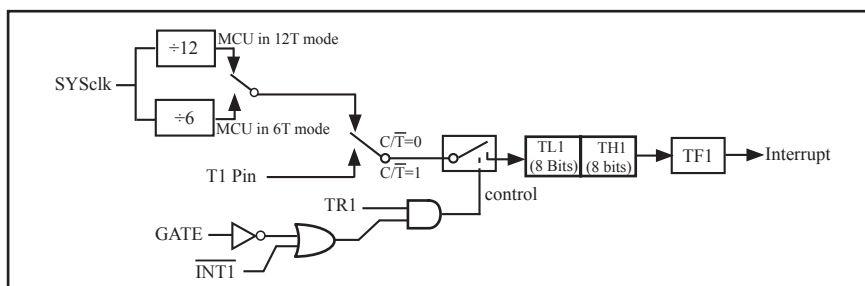 ÷12
MCU in 12T mode
SYSclk
÷6
MCU in 6T mode
C/T̅=0
C/T̅=1
T1 Pin
TL1
(8 Bits)
TH1
(8 bits)
TF1
Interrupt
TR1
control
GATE
I̅N̅T̅1̅